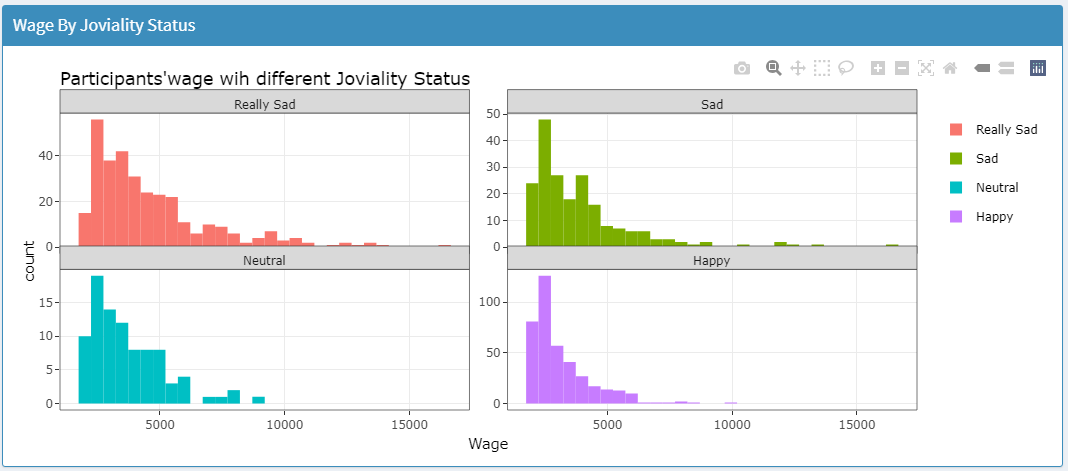 Wage By Joviality Status
Participants'wage wih different Joviality Status
Really Sad
Sad
0
20
40
0
10
20
30
40
50
Neutral
Happy
0
5
10
15
0
50
100
5000
10000
15000
5000
10000
15000
count
Wage
Really Sad
Sad
Neutral
Happy